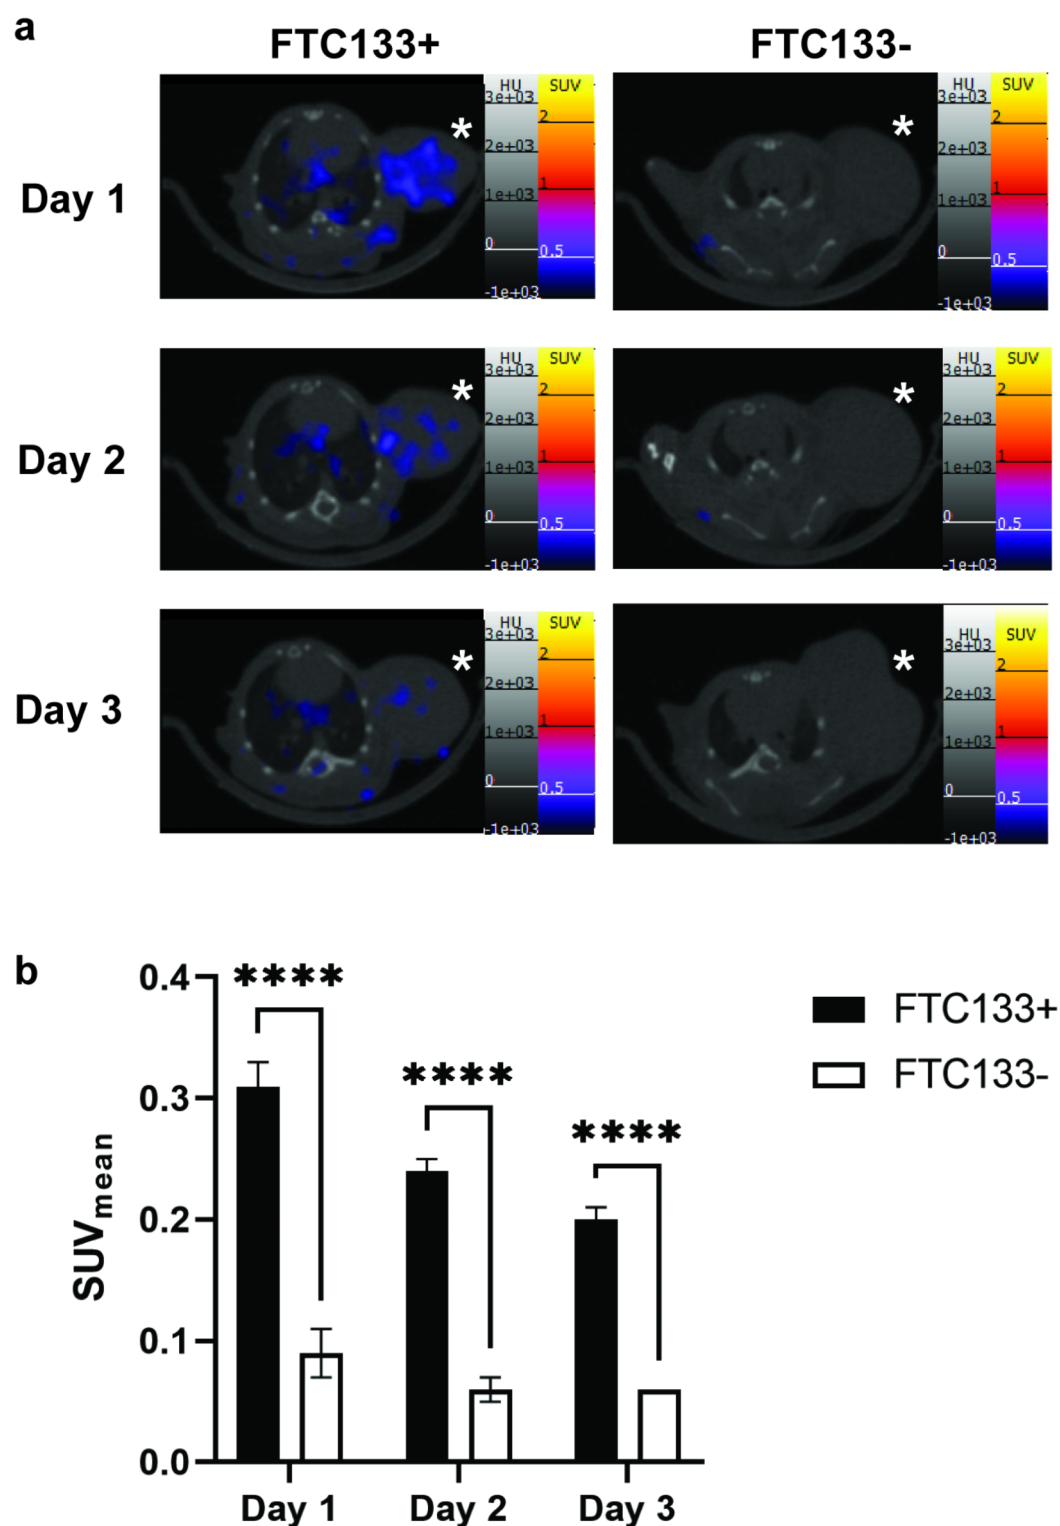 a
FTC133+ FTC133-
Day 1
HU SUV
3e+03
2
2e+03
1
1e+03
0
0.5
-1e+03
*
HU SUV
3e+03
2
2e+03
1
1e+03
0
0.5
-1e+03
*
Day 2
HU SUV
3e+03
2
2e+03
1
1e+03
0
0.5
-1e+03
*
HU SUV
3e+03
2
2e+03
1
1e+03
0
0.5
-1e+03
*
Day 3
HU SUV
3e+03
2
2e+03
1
1e+03
0
0.5
-1e+03
*
HU SUV
3e+03
2
2e+03
1
1e+03
0
0.5
-1e+03
*
b
SUVmean
0.4
0.3
0.2
0.1
0.0
****
****
****
FTC133+
FTC133-
Day 1 Day 2 Day 3